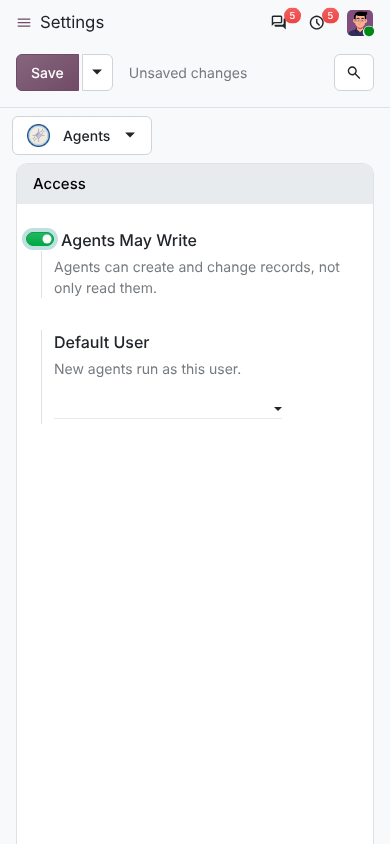 Settings
5
5
Save
Unsaved changes
Agents
Access
Agents May Write
Agents can create and change records, not
only read them.
Default User
New agents run as this user.